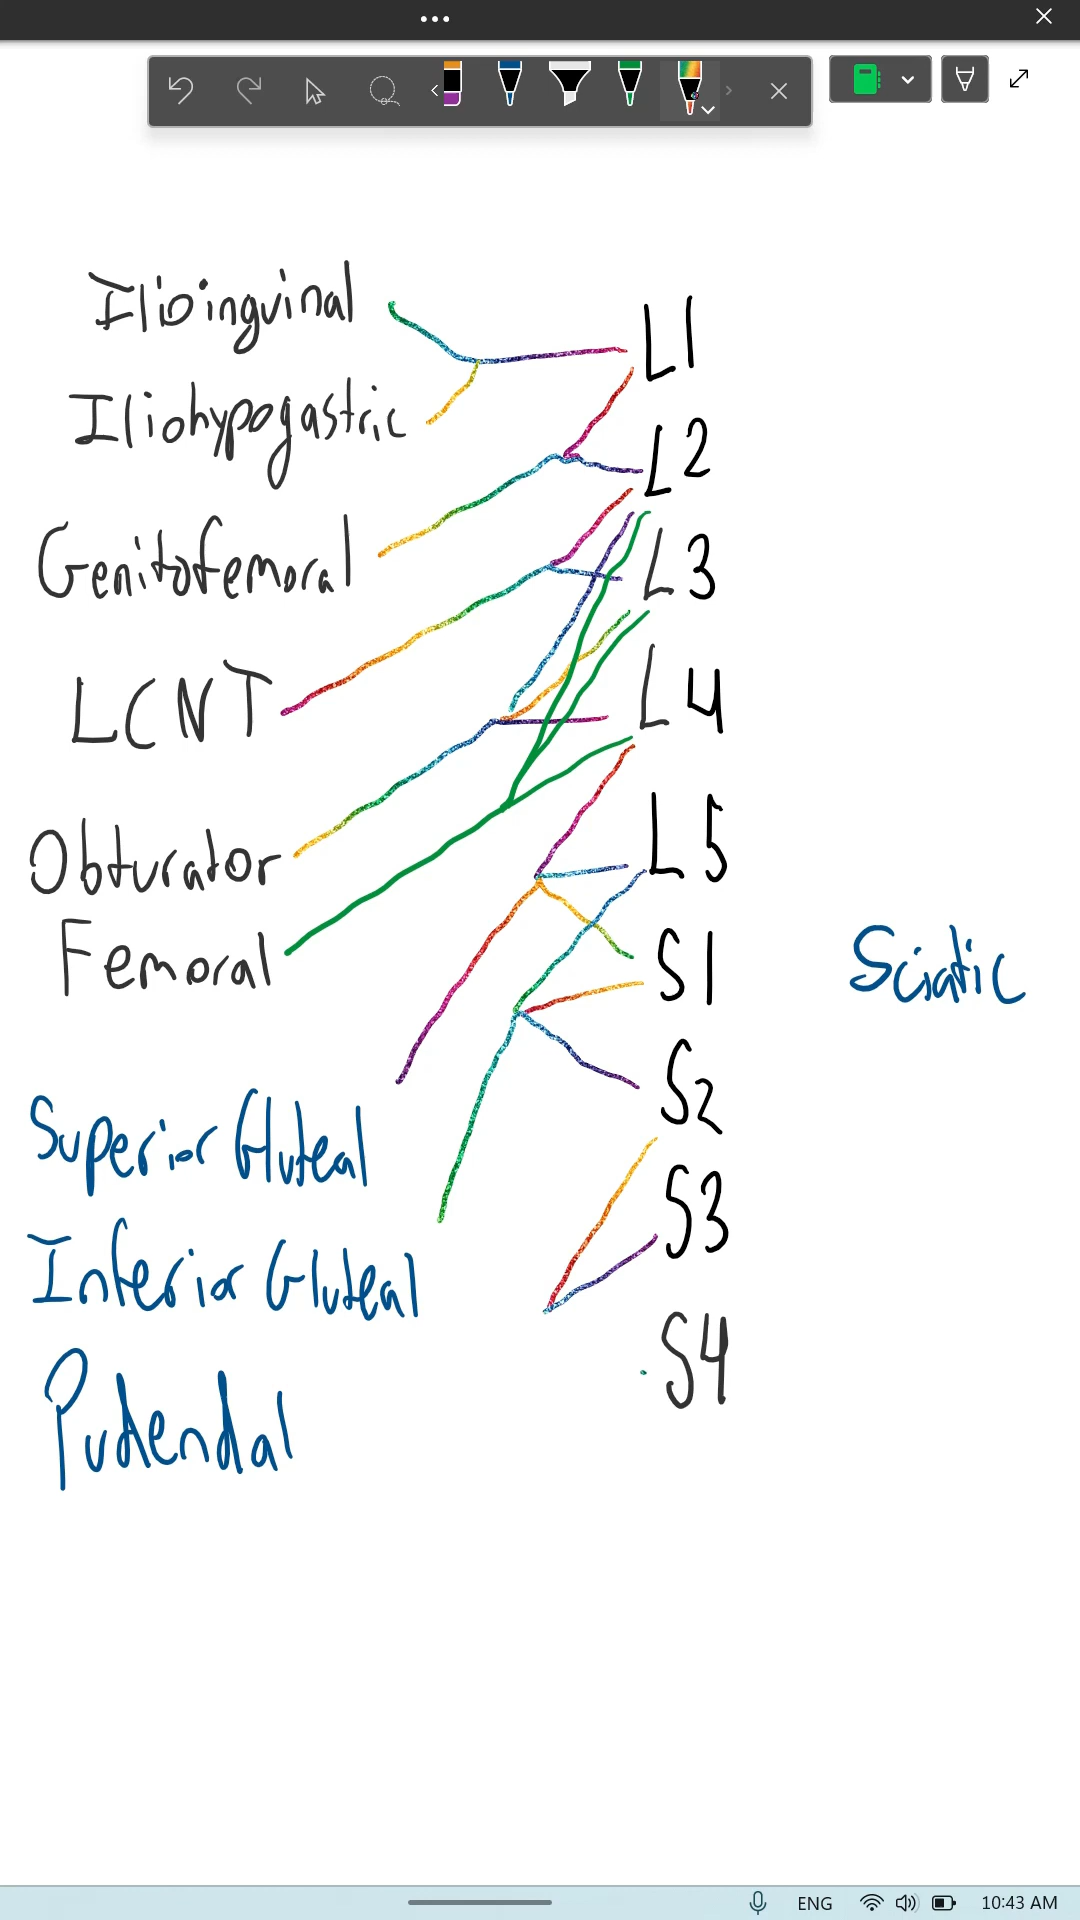 Ilioinguinal
L1
Iliohypogastric
L2
Genitofemoral
L3
LCNT
L4
Obturator
L5
Femoral
S1
Sciatic
S2
Superior Gluteal
S3
Inferior Gluteal
S4
Pudendal
ENG
10:43 AM